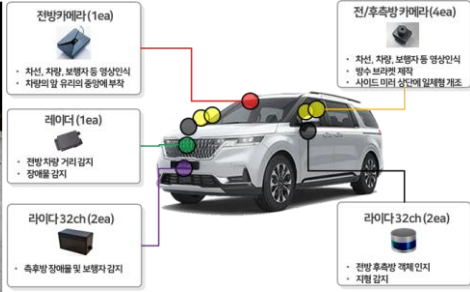 전방카메라 (1ea)
• 차선, 차량, 보행자 등 영상인식
• 차량의 앞 유리의 중앙에 부착
전/후측방 카메라(4ea)
• 차선, 차량, 보행자 등 영상인식
• 방수 브라켓 제작
• 사이드 미러 상단에 일체형 개조
레이더 (1ea)
• 전방 차량 거리 감지
• 장애물 감지
라이다 32ch (2ea)
• 측후방 장애물 및 보행자 감지
라이다 32ch (2ea)
• 전방 후측방 객체 인지
• 지형 감지